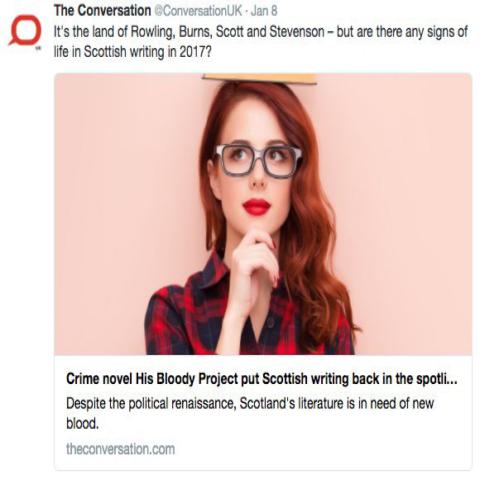 The Conversation @ConversationUK · Jan 8
It's the land of Rowling, Burns, Scott and Stevenson – but are there any signs of
life in Scottish writing in 2017?
Crime novel His Bloody Project put Scottish writing back in the spotli...
Despite the political renaissance, Scotland's literature is in need of new
blood.
theconversation.com